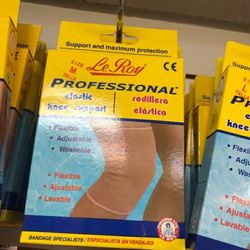 Support and maximum protection
SIZE
M
TALLA
Le Roy
CE
PROFESSIONAL
elastic
knee support
rodillera
elástica
• Flexible
• Adjustable
• Washable
• Flexible
• Ajustable
• Lavable
BANDAGE SPECIALISTS / ESPECIALISTA EN VENDAJES